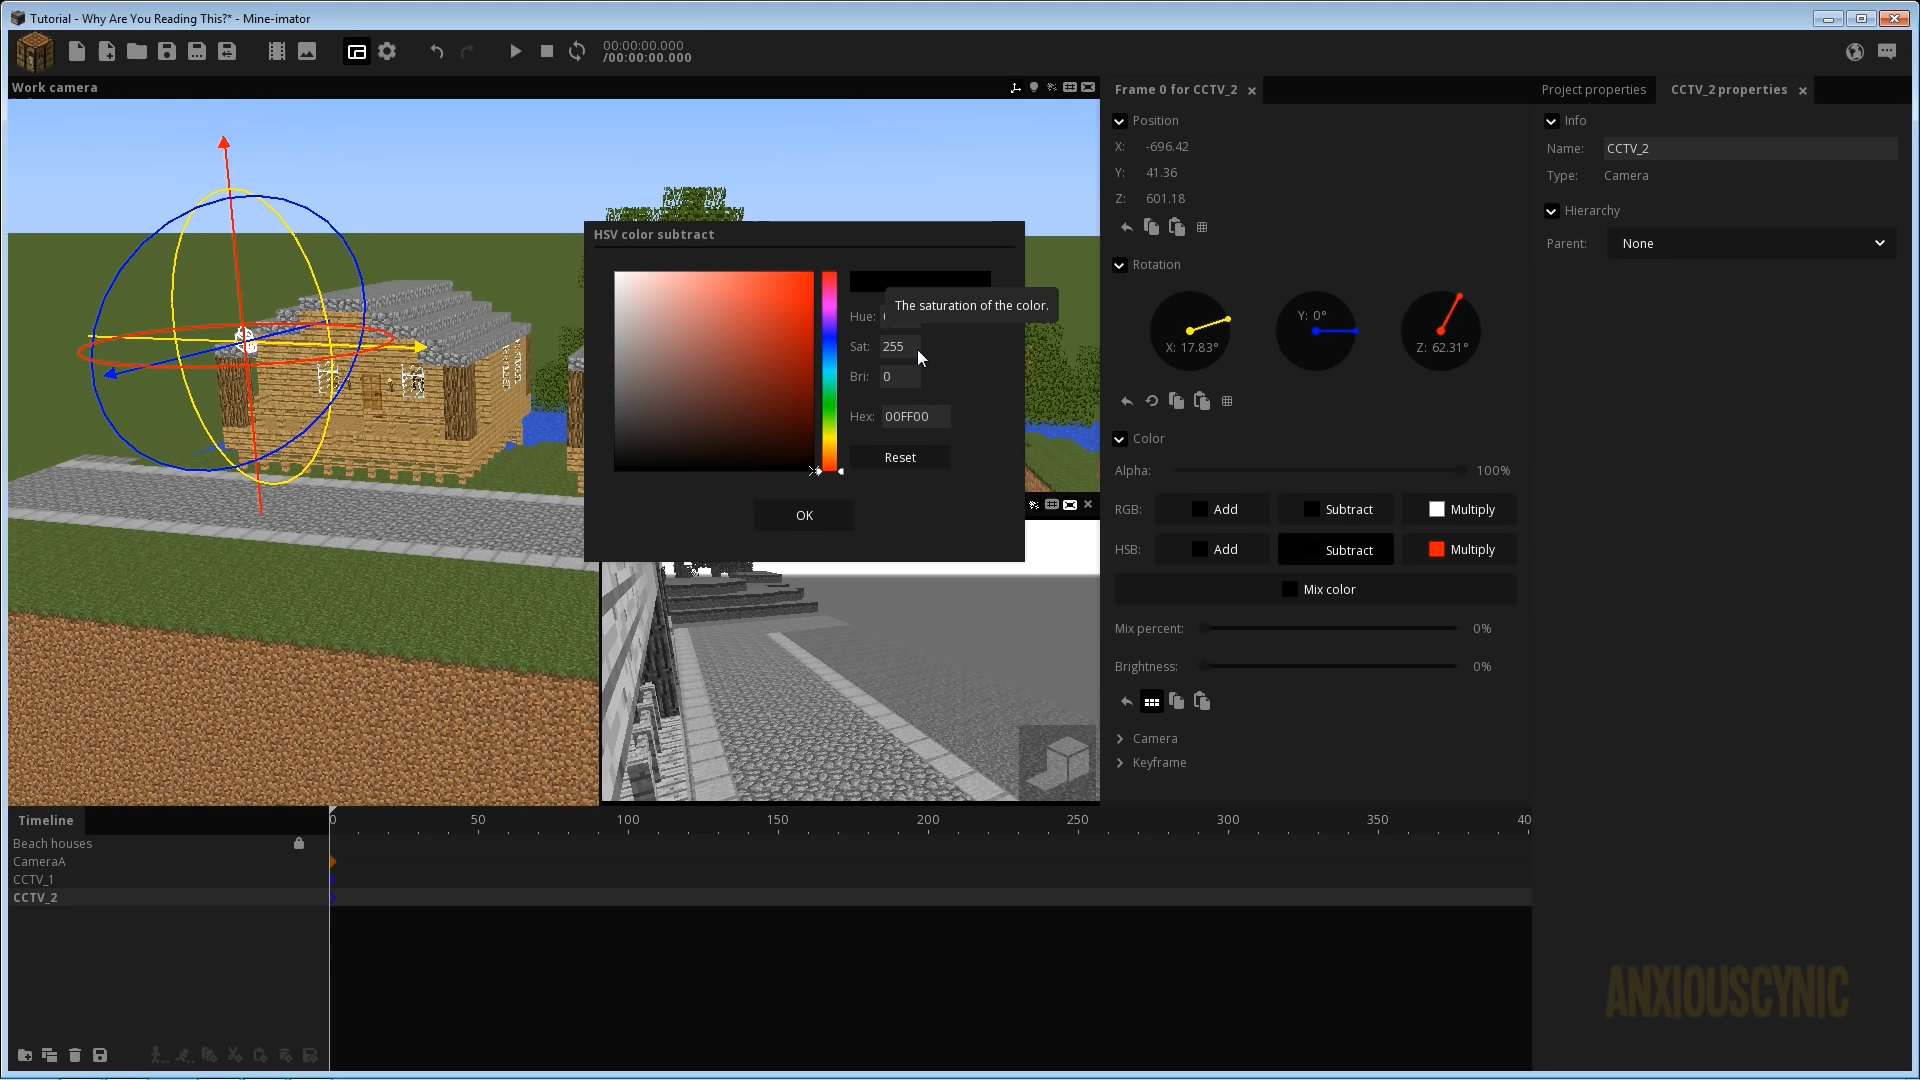 Tutorial - Why Are You Reading This?* - Mine-imator
00:00:00.000
/00:00:00.000
Work camera
Frame 0 for CCTV_2
Project properties
CCTV_2 properties
Position
X: -696.42
Y: 41.36
Z: 601.18
Rotation
X: 17.83°
Y: 0°
Z: 62.31°
Color
Alpha: 100%
RGB: Add Subtract Multiply
HSB: Add Subtract Multiply
Mix color
Mix percent: 0%
Brightness: 0%
Camera
Keyframe
Info
Name: CCTV_2
Type: Camera
Hierarchy
Parent: None
HSV color subtract
The saturation of the color.
Hue:
Sat: 255
Bri: 0
Hex: 00FF00
Reset
OK
Timeline
0 50 100 150 200 250 300 350 40
Beach houses
CameraA
CCTV_1
CCTV_2
ANXIOUSCYNIC